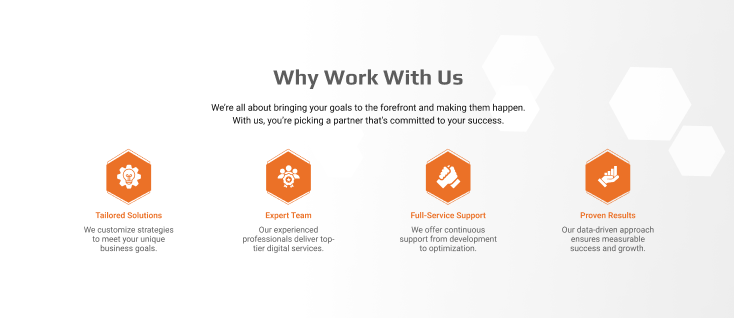 Why Work With Us
We're all about bringing your goals to the forefront and making them happen.
With us, you're picking a partner that's committed to your success.
Tailored Solutions
We customize strategies
to meet your unique
business goals.
Expert Team
Our experienced
professionals deliver top-
tier digital services.
Full-Service Support
We offer continuous
support from development
to optimization.
Proven Results
Our data-driven approach
ensures measurable
success and growth.